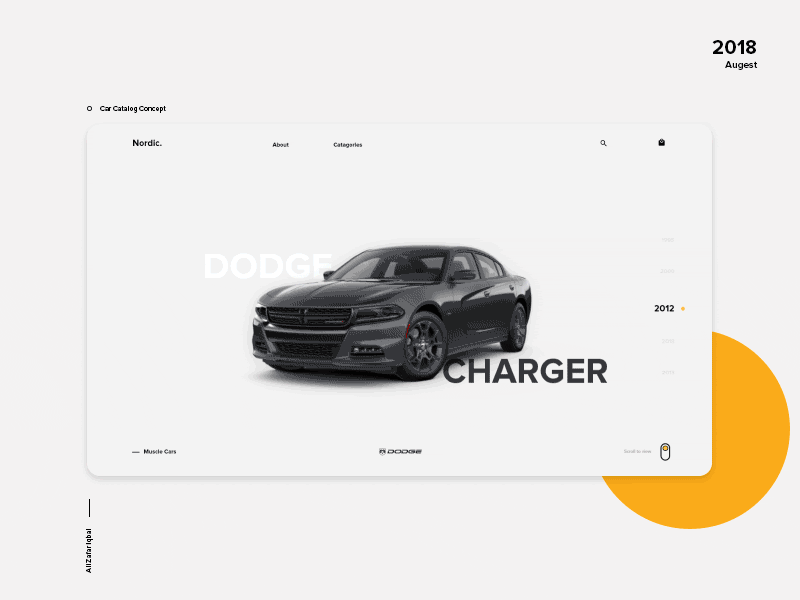 2018
Augest
Car Catalog Concept
Nordic.
About
Catagories
DODGE
2012
CHARGER
Muscle Cars
DODGE
Scroll to view
AliZafarIqbal